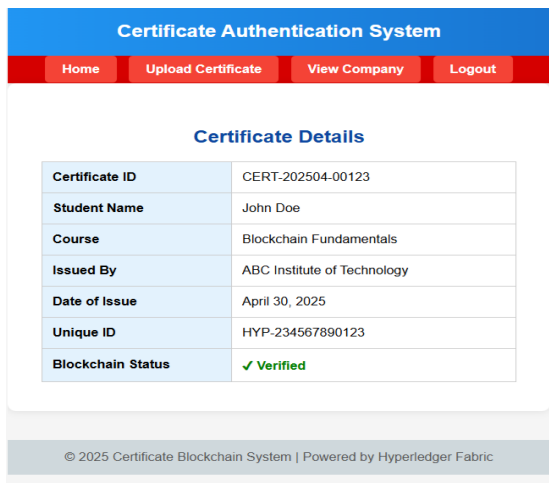 Certificate Authentication System
Home Upload Certificate View Company Logout
Certificate Details
Certificate ID CERT-202504-00123
Student Name John Doe
Course Blockchain Fundamentals
Issued By ABC Institute of Technology
Date of Issue April 30, 2025
Unique ID HYP-234567890123
Blockchain Status ✓ Verified
© 2025 Certificate Blockchain System | Powered by Hyperledger Fabric